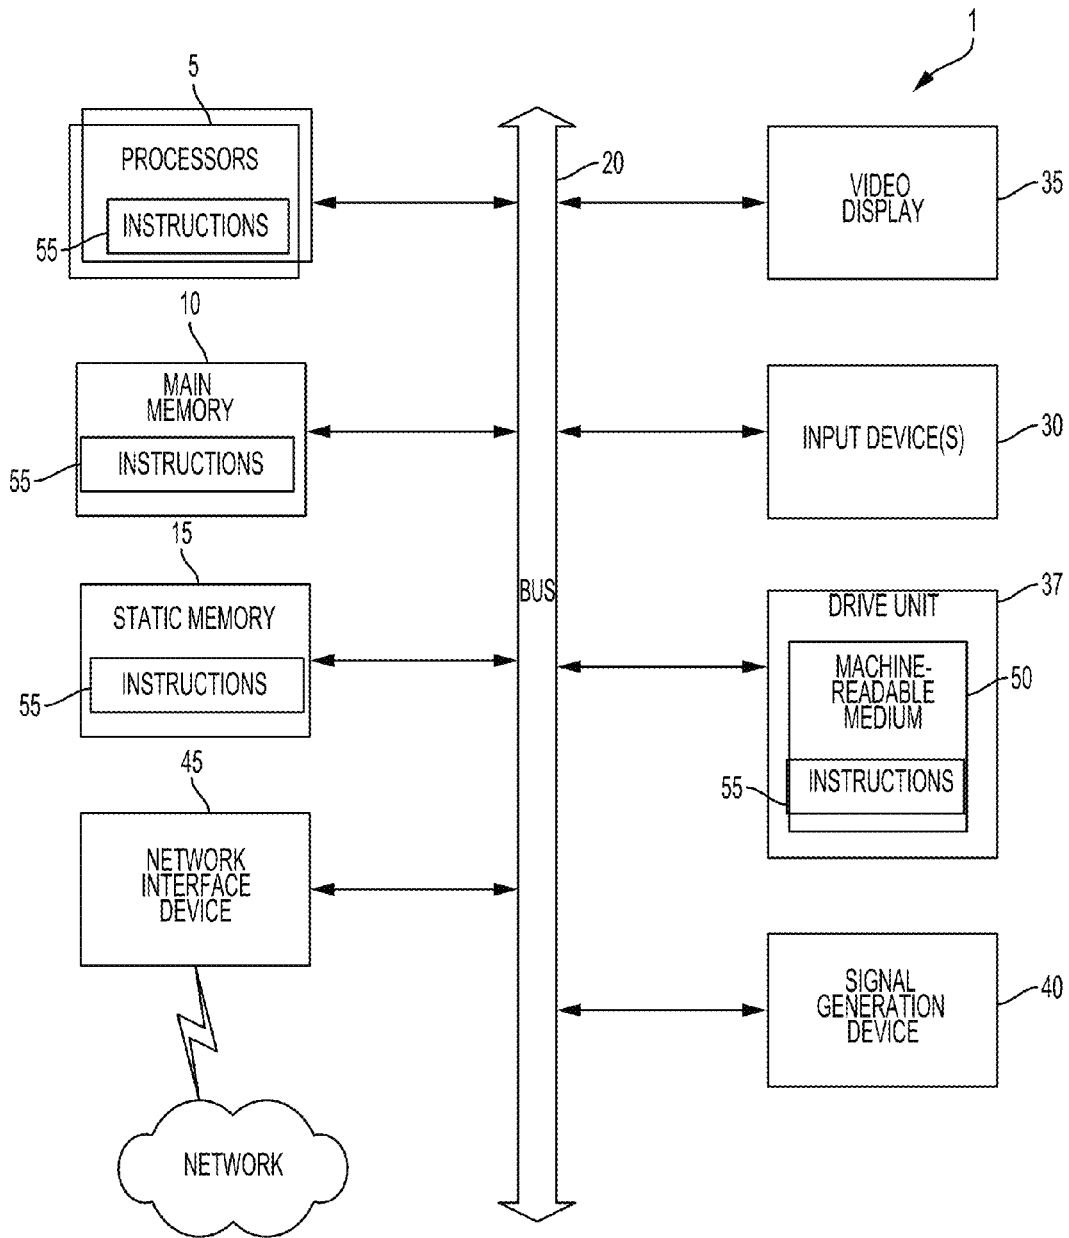 1
5
PROCESSORS
INSTRUCTIONS
55
10
MAIN
MEMORY
INSTRUCTIONS
55
15
STATIC MEMORY
INSTRUCTIONS
55
45
NETWORK
INTERFACE
DEVICE
NETWORK
20
BUS
VIDEO
DISPLAY
35
INPUT DEVICE(S)
30
37
DRIVE UNIT
MACHINE-
READABLE
MEDIUM
50
INSTRUCTIONS
55
SIGNAL
GENERATION
DEVICE
40